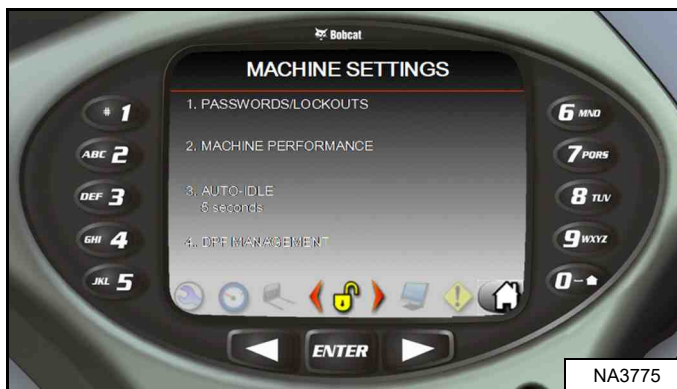 Bobcat
MACHINE SETTINGS
1. PASSWORDS/LOCKOUTS
2. MACHINE PERFORMANCE
3. AUTO-IDLE
5 seconds
4. DPF MANAGEMENT
# 1
ABC 2
DEF 3
GHI 4
JKL 5
6 MNO
7 PQRS
8 TUV
9 WXYZ
0
ENTER
NA3775